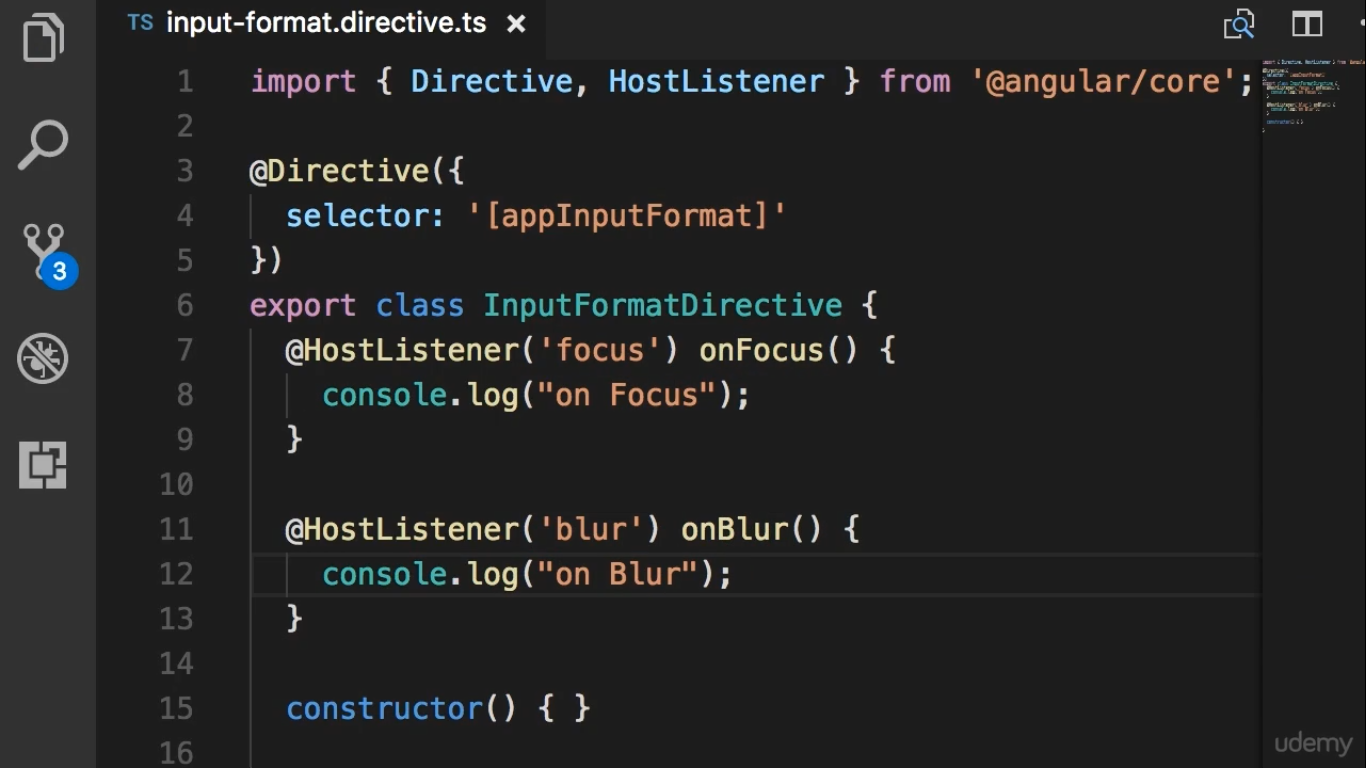 TS input-format.directive.ts ×
1 import { Directive, HostListener } from '@angular/core';
2
3 @Directive({
4   selector: '[appInputFormat]'
5 })
6 export class InputFormatDirective {
7   @HostListener('focus') onFocus() {
8     console.log("on Focus");
9   }
10
11   @HostListener('blur') onBlur() {
12     console.log("on Blur");
13   }
14
15   constructor() { }
16
3
udemy